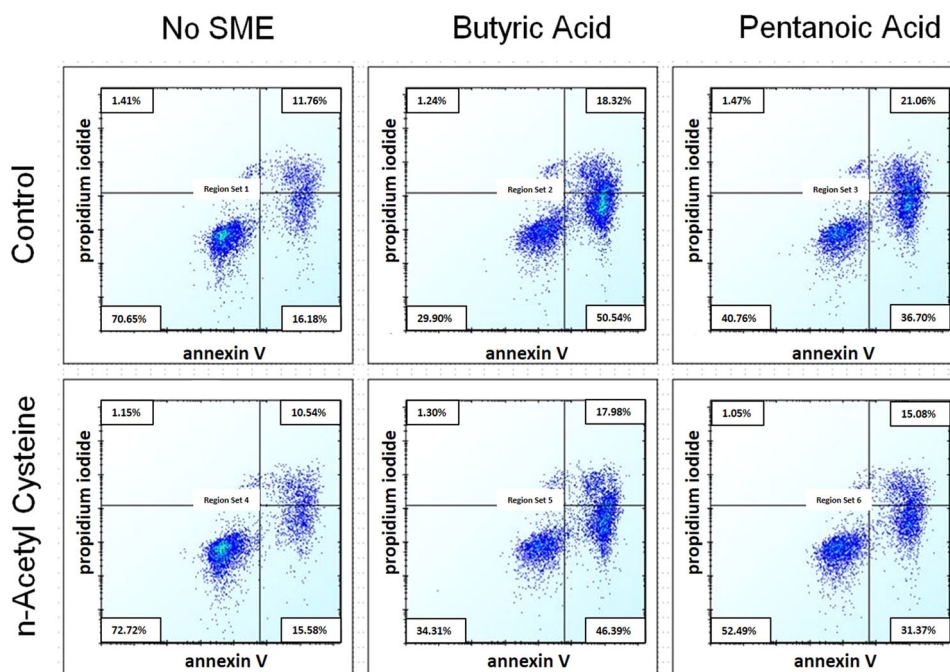 No SME Butyric Acid Pentanoic Acid
Control
propidium iodide
1.41% 11.76%
Region Set 1
70.65% 16.18%
annexin V
propidium iodide
1.24% 18.32%
Region Set 2
29.90% 50.54%
annexin V
propidium iodide
1.47% 21.06%
Region Set 3
40.76% 36.70%
annexin V
n-Acetyl Cysteine
propidium iodide
1.15% 10.54%
Region Set 4
72.72% 15.58%
annexin V
propidium iodide
1.30% 17.98%
Region Set 5
34.31% 46.39%
annexin V
propidium iodide
1.05% 15.08%
Region Set 6
52.49% 31.37%
annexin V